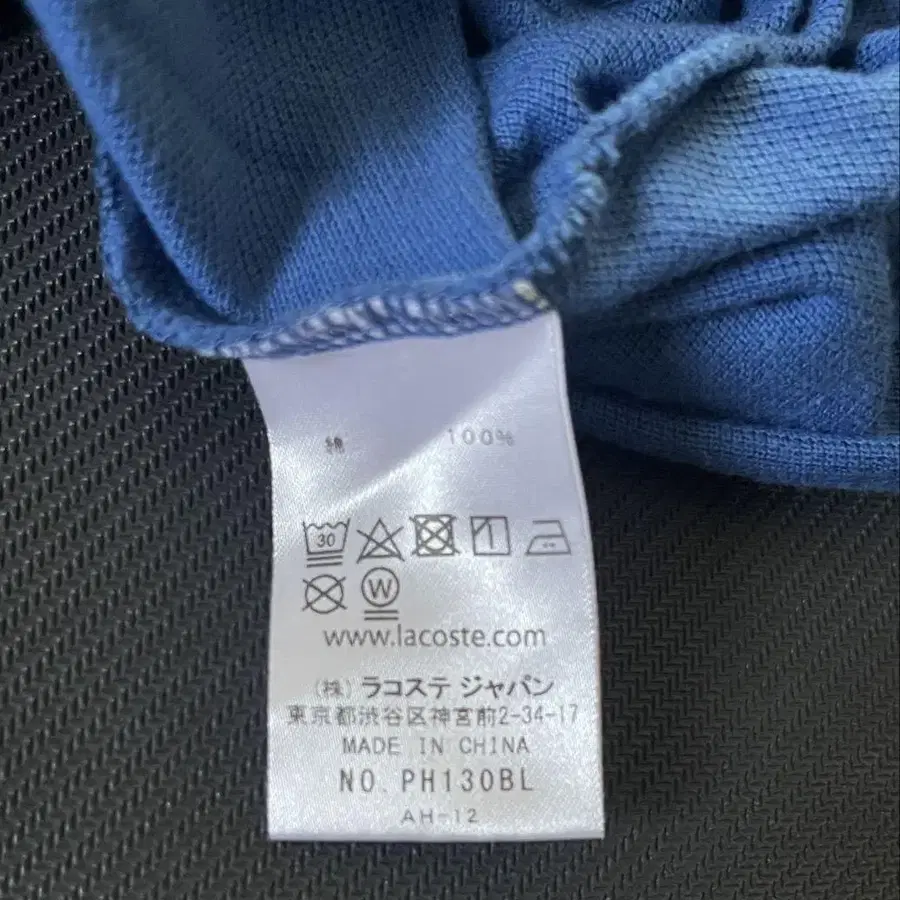 綿 100%
30
W
www.lacoste.com
(株) ラコステ ジャパン
東京都渋谷区神宮前2-34-17
MADE IN CHINA
NO. PH130BL
AH-12